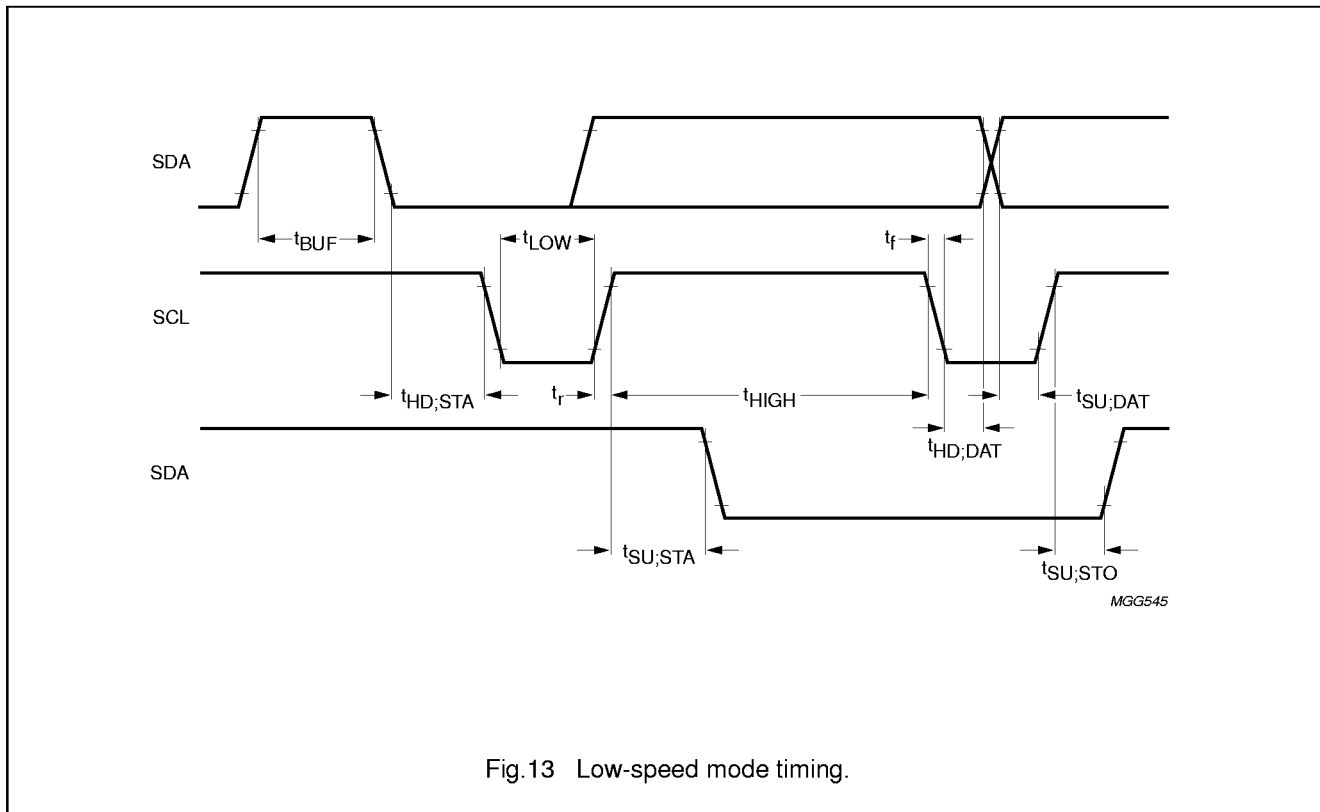 SDA
tBUF
tLOW
tf
SCL
tHD;STA
tr
tHIGH
tSU;DAT
tHD;DAT
SDA
tSU;STA
tSU;STO
MGG545
Fig.13 Low-speed mode timing.